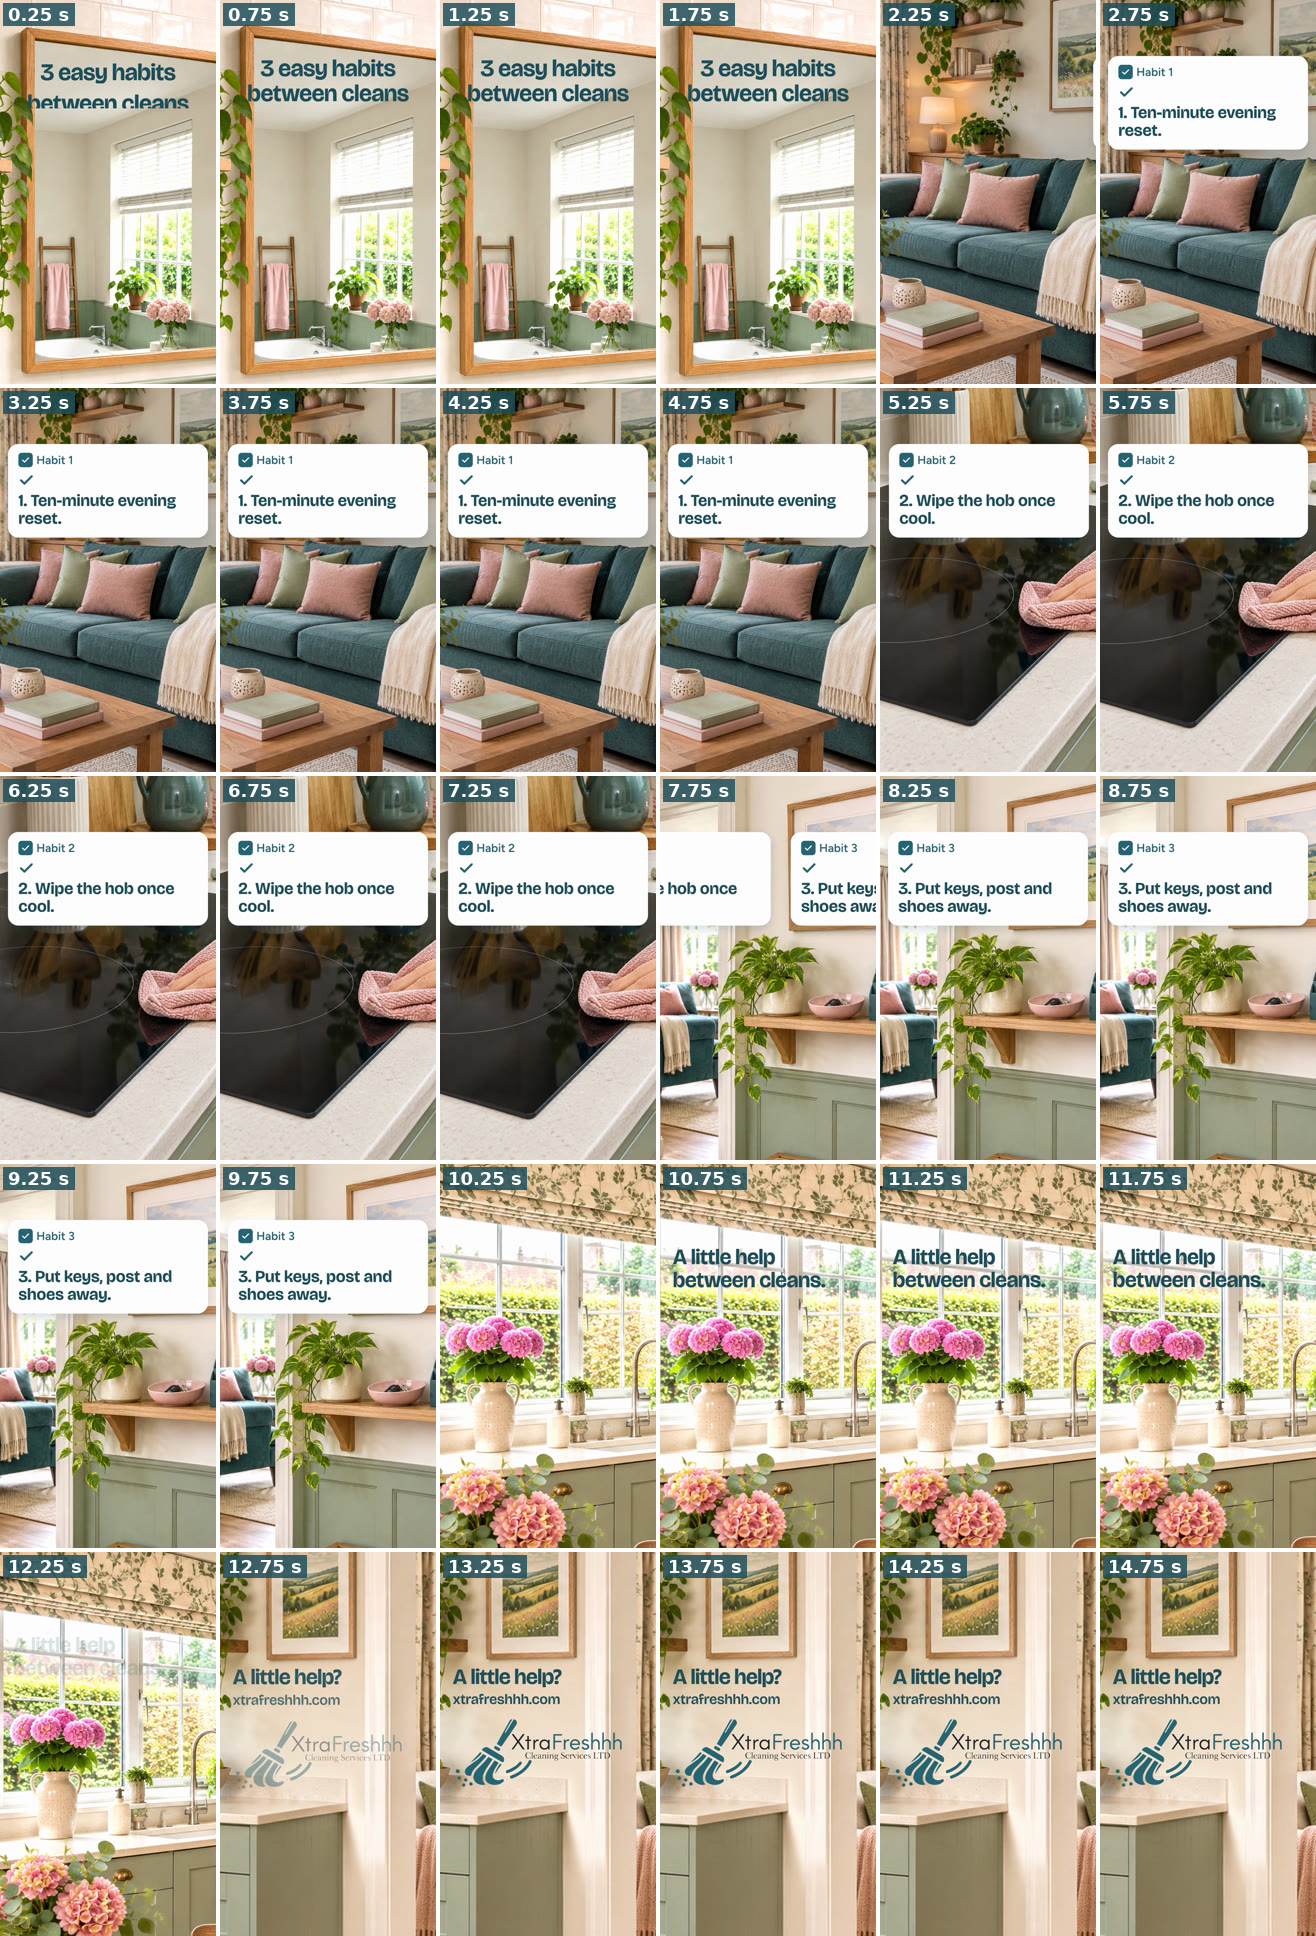 0.25 s
3 easy habits
between cleans
0.75 s
3 easy habits
between cleans
1.25 s
3 easy habits
between cleans
1.75 s
3 easy habits
between cleans
2.25 s
2.75 s
Habit 1
1. Ten-minute evening
reset.
3.25 s
Habit 1
1. Ten-minute evening
reset.
3.75 s
Habit 1
1. Ten-minute evening
reset.
4.25 s
Habit 1
1. Ten-minute evening
reset.
4.75 s
Habit 1
1. Ten-minute evening
reset.
5.25 s
Habit 2
2. Wipe the hob once
cool.
5.75 s
Habit 2
2. Wipe the hob once
cool.
6.25 s
Habit 2
2. Wipe the hob once
cool.
6.75 s
Habit 2
2. Wipe the hob once
cool.
7.25 s
Habit 2
2. Wipe the hob once
cool.
7.75 s
e hob once
Habit 3
3. Put keys
shoes awa
8.25 s
Habit 3
3. Put keys, post and
shoes away.
8.75 s
Habit 3
3. Put keys, post and
shoes away.
9.25 s
Habit 3
3. Put keys, post and
shoes away.
9.75 s
Habit 3
3. Put keys, post and
shoes away.
10.25 s
10.75 s
A little help
between cleans.
11.25 s
A little help
between cleans.
11.75 s
A little help
between cleans.
12.25 s
A little help
between cleans.
12.75 s
A little help?
xtrafreshhh.com
XtraFreshhh
Cleaning Services LTD
13.25 s
A little help?
xtrafreshhh.com
XtraFreshhh
Cleaning Services LTD
13.75 s
A little help?
xtrafreshhh.com
XtraFreshhh
Cleaning Services LTD
14.25 s
A little help?
xtrafreshhh.com
XtraFreshhh
Cleaning Services LTD
14.75 s
A little help?
xtrafreshhh.com
XtraFreshhh
Cleaning Services LTD